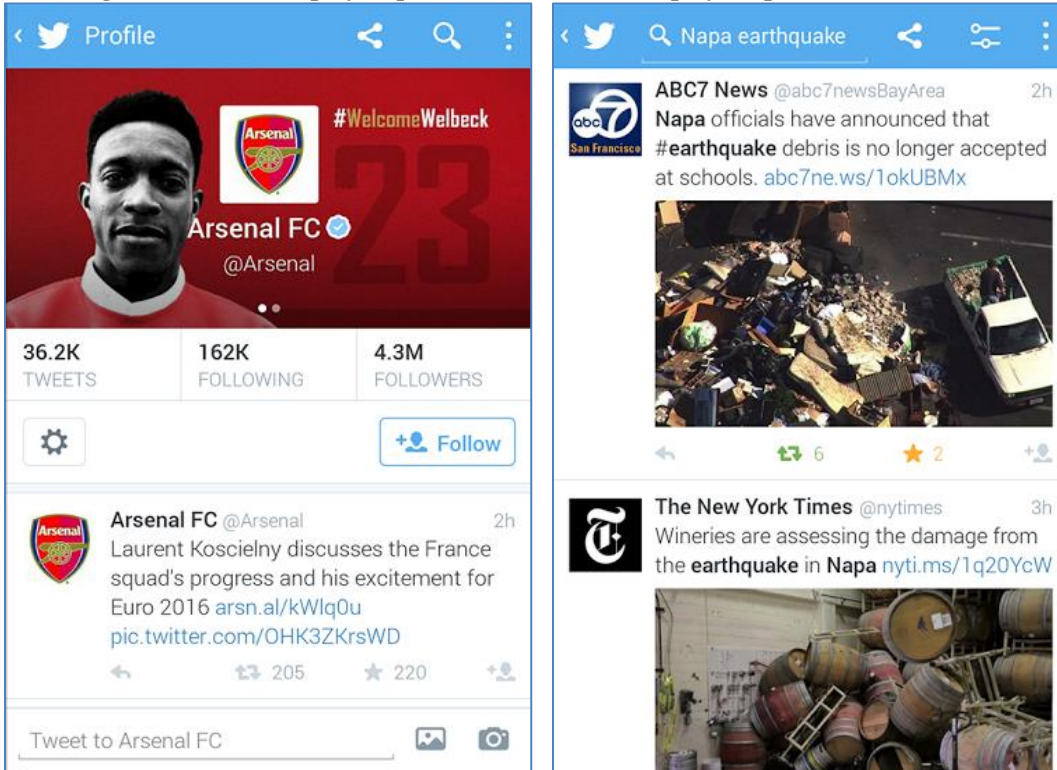 Profile
Arsenal
#WelcomeWelbeck
23
Arsenal FC
@Arsenal
36.2K
TWEETS
162K
FOLLOWING
4.3M
FOLLOWERS
Follow
Arsenal
Arsenal FC @Arsenal 2h
Laurent Koscielny discusses the France
squad's progress and his excitement for
Euro 2016 arsn.al/kWlq0u
pic.twitter.com/OHK3ZKrsWD
205 220
Tweet to Arsenal FC
Napa earthquake
abc7
San Francisco
ABC7 News @abc7newsBayArea 2h
Napa officials have announced that
#earthquake debris is no longer accepted
at schools. abc7ne.ws/1okUBMx
6 2
The New York Times @nytimes 3h
Wineries are assessing the damage from
the earthquake in Napa nyti.ms/1q20YcW